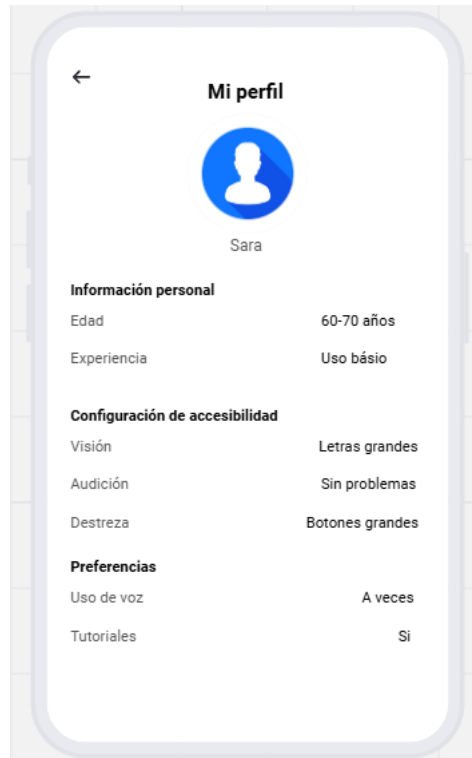 Mi perfil
Sara
Información personal
Edad 60-70 años
Experiencia Uso básio
Configuración de accesibilidad
Visión Letras grandes
Audición Sin problemas
Destreza Botones grandes
Preferencias
Uso de voz A veces
Tutoriales Si